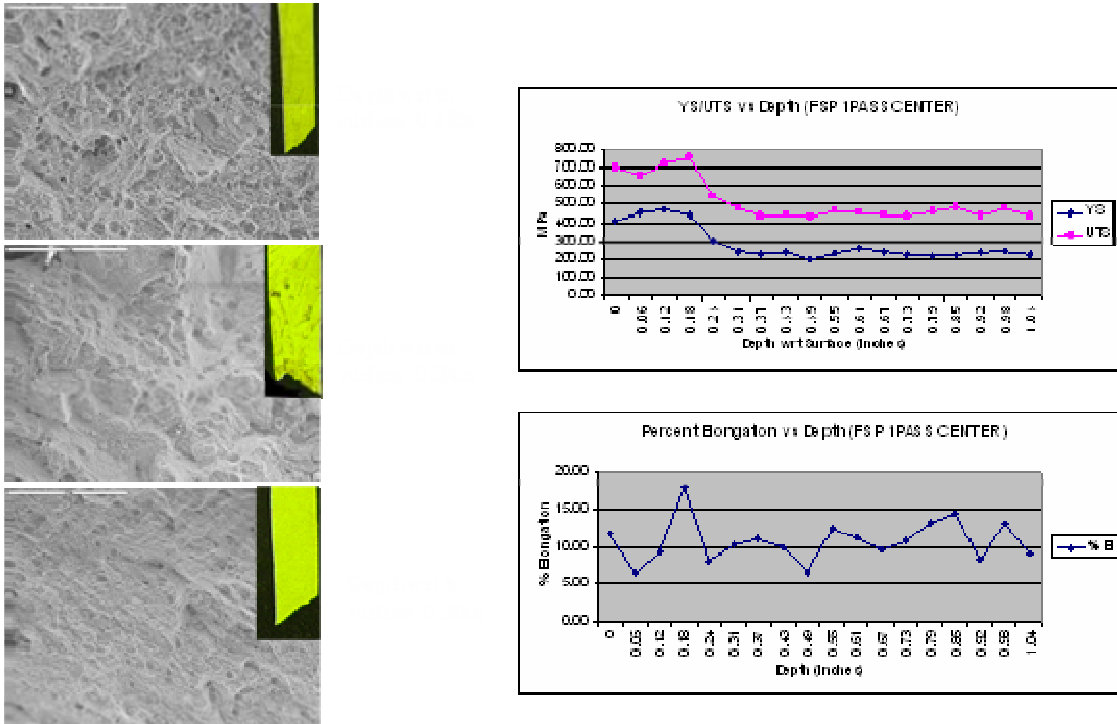 YS/UTS vs Depth (FSP 1PASS CENTER)
MPa
800.00
700.00
600.00
500.00
400.00
300.00
200.00
100.00
0.00
0
0.06
0.12
0.18
Depth wrt Surface (Inches)
YS
UTS
Percent Elongation vs Depth (FSP 1PASS CENTER)
% Elongation
20.00
15.00
10.00
5.00
0.00
0 0.06 0.12 0.18 0.24 0.31 0.37 0.43 0.49 0.55 0.61 0.67 0.73 0.79 0.86 0.92 0.98 1.04
Depth (Inches)
% El